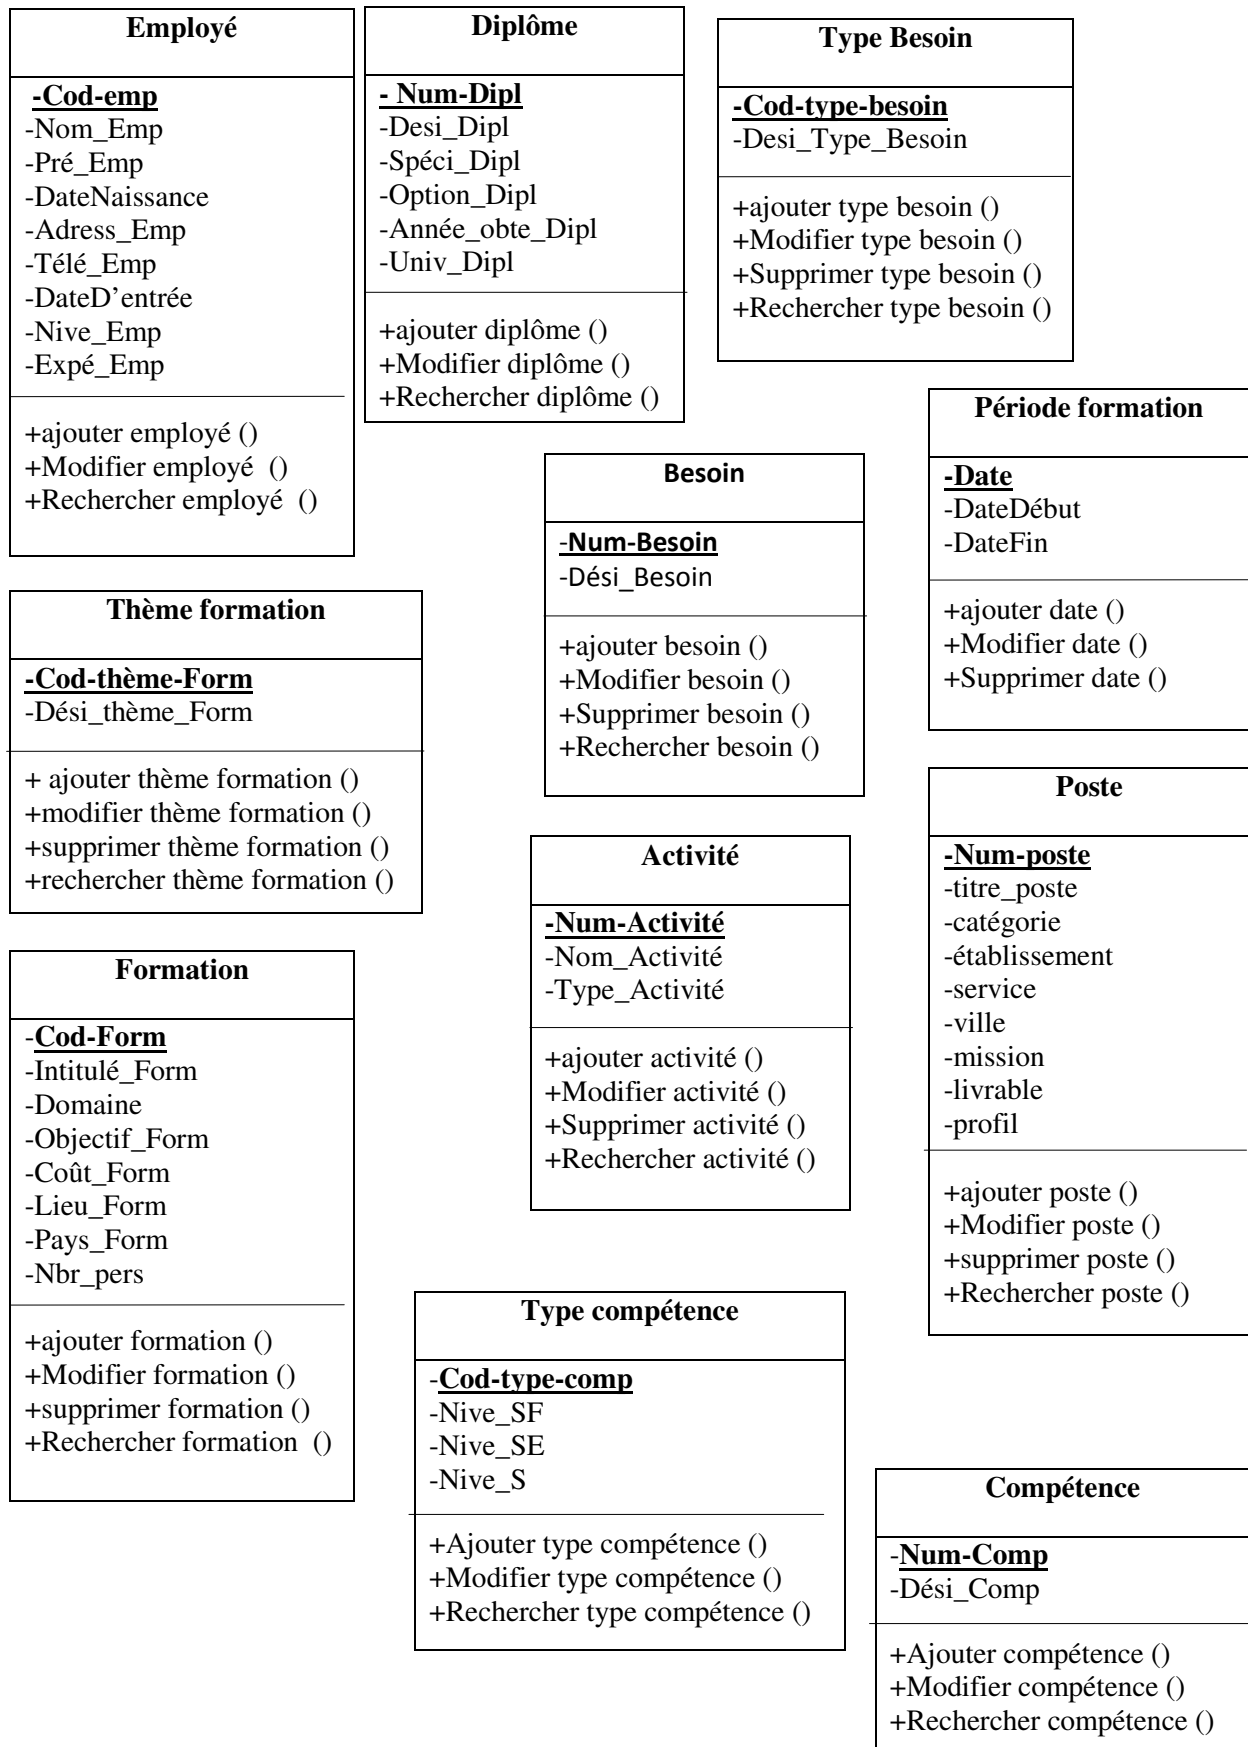 Employé
-Cod-emp
-Nom_Emp
-Pré_Emp
-DateNaissance
-Adress_Emp
-Télé_Emp
-DateD’entrée
-Nive_Emp
-Expé_Emp
+ajouter employé ()
+Modifier employé ()
+Rechercher employé ()
Diplôme
- Num-Dipl
-Desi_Dipl
-Spéci_Dipl
-Option_Dipl
-Année_obte_Dipl
-Univ_Dipl
+ajouter diplôme ()
+Modifier diplôme ()
+Rechercher diplôme ()
Type Besoin
-Cod-type-besoin
-Desi_Type_Besoin
+ajouter type besoin ()
+Modifier type besoin ()
+Supprimer type besoin ()
+Rechercher type besoin ()
Période formation
-Date
-DateDébut
-DateFin
+ajouter date ()
+Modifier date ()
+Supprimer date ()
Besoin
-Num-Besoin
-Dési_Besoin
+ajouter besoin ()
+Modifier besoin ()
+Supprimer besoin ()
+Rechercher besoin ()
Thème formation
-Cod-thème-Form
-Dési_thème_Form
+ ajouter thème formation ()
+modifier thème formation ()
+supprimer thème formation ()
+rechercher thème formation ()
Poste
-Num-poste
-titre_poste
-catégorie
-établissement
-service
-ville
-mission
-livrable
-profil
+ajouter poste ()
+Modifier poste ()
+supprimer poste ()
+Rechercher poste ()
Activité
-Num-Activité
-Nom_Activité
-Type_Activité
+ajouter activité ()
+Modifier activité ()
+Supprimer activité ()
+Rechercher activité ()
Formation
-Cod-Form
-Intitulé_Form
-Domaine
-Objectif_Form
-Coût_Form
-Lieu_Form
-Pays_Form
-Nbr_pers
+ajouter formation ()
+Modifier formation ()
+supprimer formation ()
+Rechercher formation ()
Type compétence
-Cod-type-comp
-Nive_SF
-Nive_SE
-Nive_S
+Ajouter type compétence ()
+Modifier type compétence ()
+Rechercher type compétence ()
Compétence
-Num-Comp
-Dési_Comp
+Ajouter compétence ()
+Modifier compétence ()
+Rechercher compétence ()